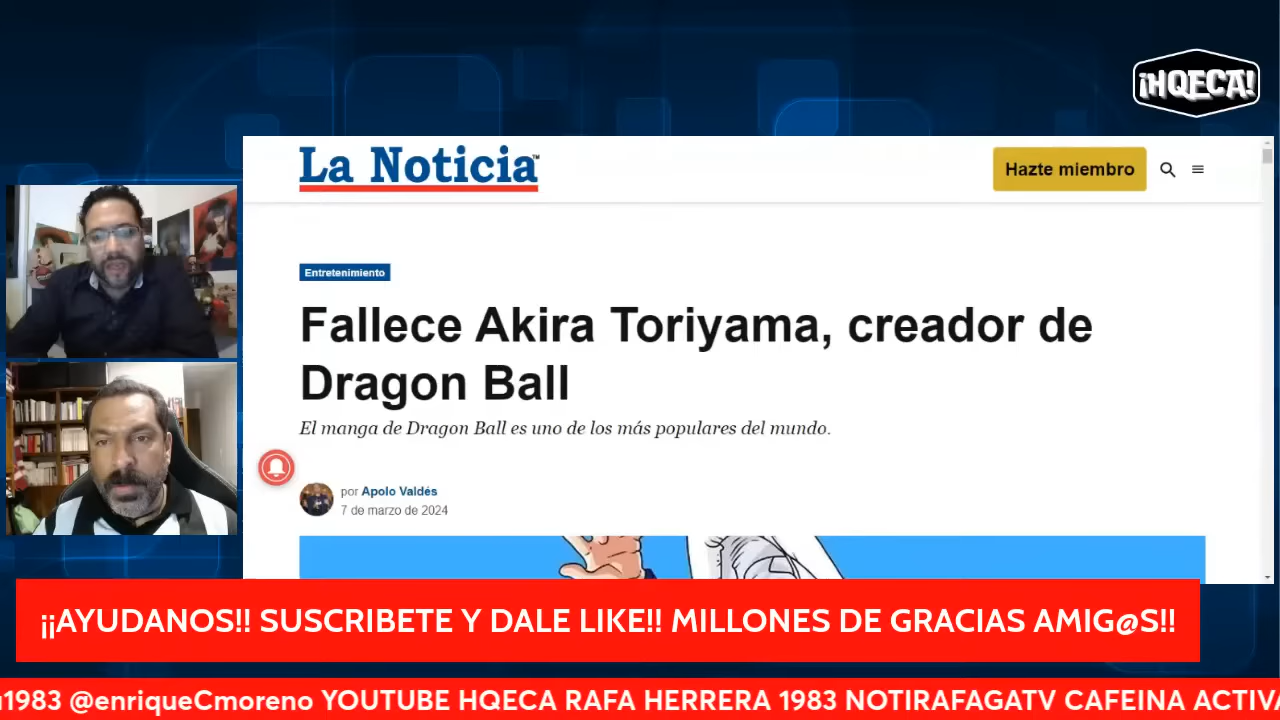 ¡HQECA!
La Noticia™
Hazte miembro
Entretenimiento
Fallece Akira Toriyama, creador de
Dragon Ball
El manga de Dragon Ball es uno de los más populares del mundo.
por Apolo Valdés
7 de marzo de 2024
¡¡AYUDANOS!! SUSCRIBETE Y DALE LIKE!! MILLONES DE GRACIAS AMIG@S!!
1983 @enriqueCmoreno YOUTUBE HQECA RAFA HERRERA 1983 NOTIRAFAGATV CAFEINA ACTIVA